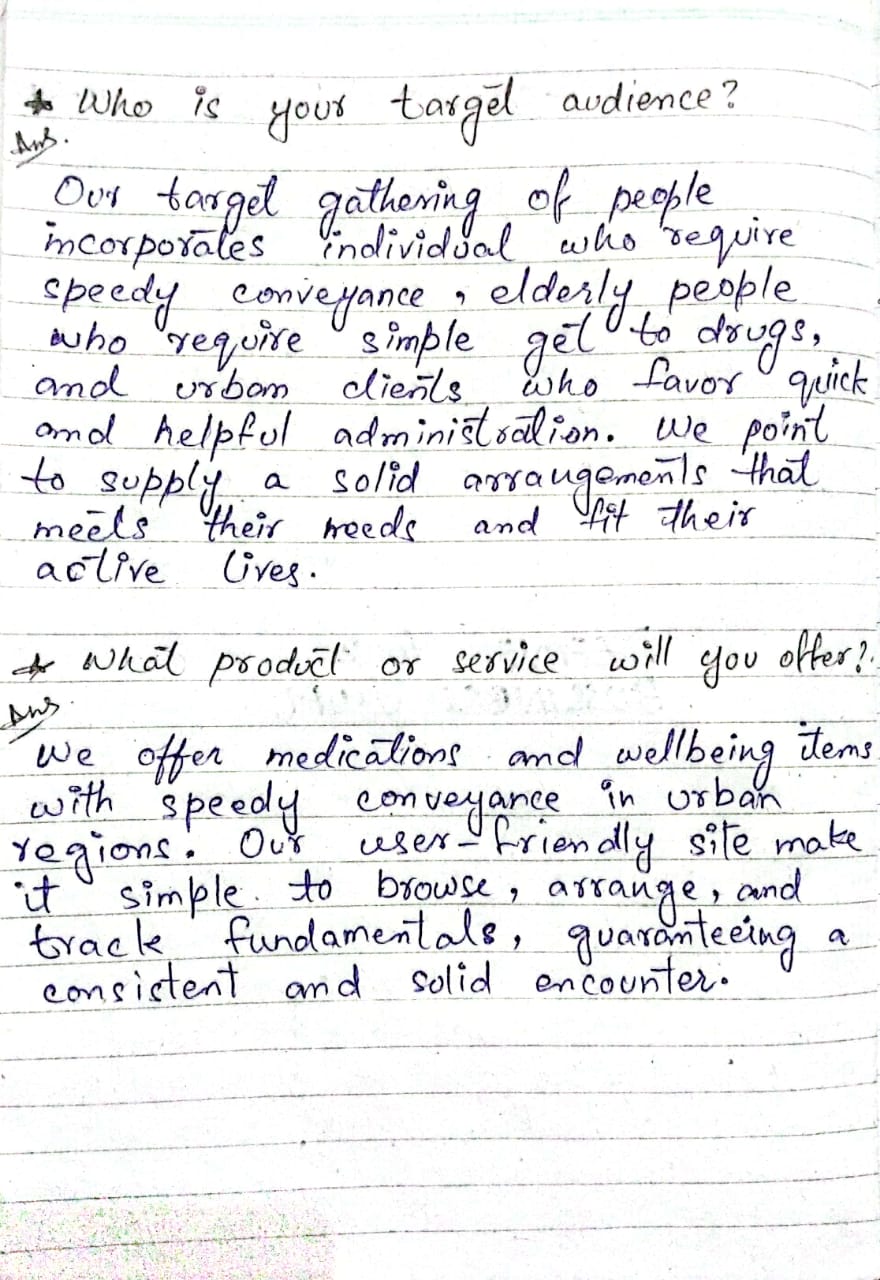 * Who is your target audience?
Ans.
Our target gathering of people
incorporates individual who require
speedy conveyance, elderly people
who require simple get to drugs,
and urban clients who favor quick
and helpful administration. We point
to supply a solid arrangements that
meets their needs and fit their
active lives.
* What product or service will you offer?
Ans
We offer medications and wellbeing items
with speedy conveyance in urban
regions. Our user-friendly site make
it simple to browse, arrange, and
track fundamentals, guaranteeing a
consistent and solid encounter.